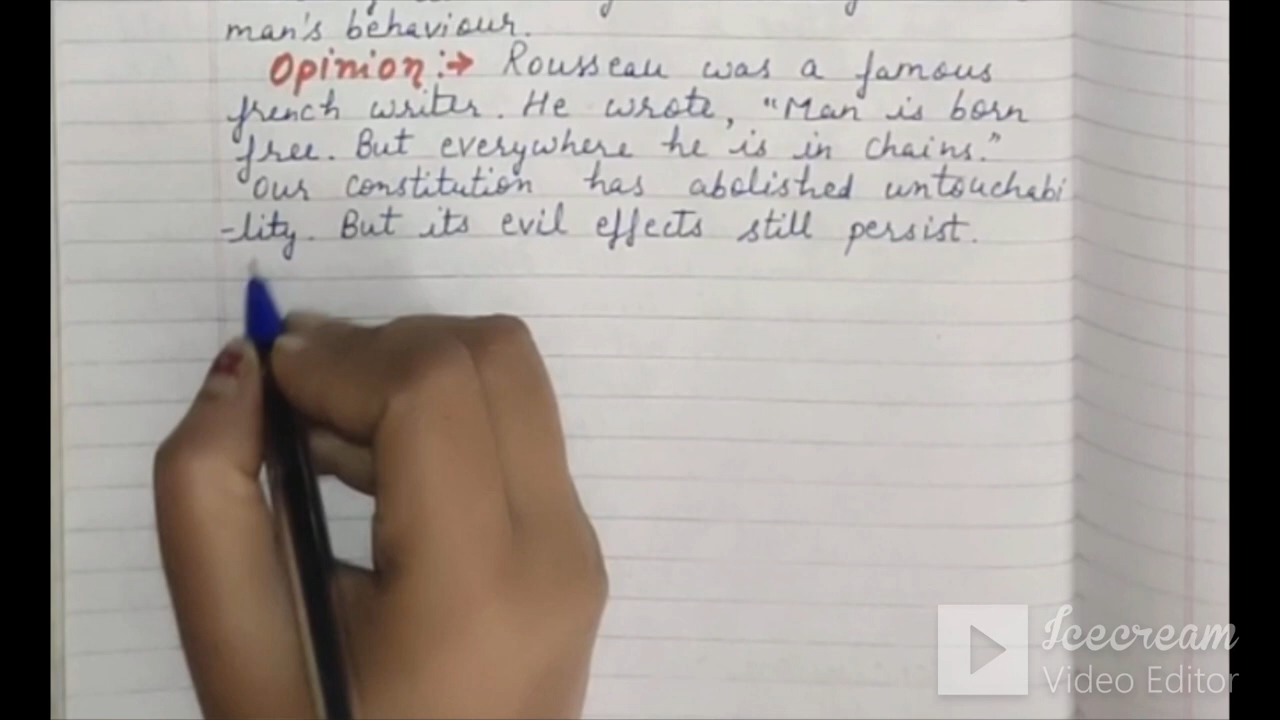 man's behaviour.
Opinion :→ Rousseau was a famous
french writer. He wrote, "Man is born
free. But everywhere he is in chains."
Our constitution has abolished untouchabi
-lity. But its evil effects still persist.
Icecream
Video Editor